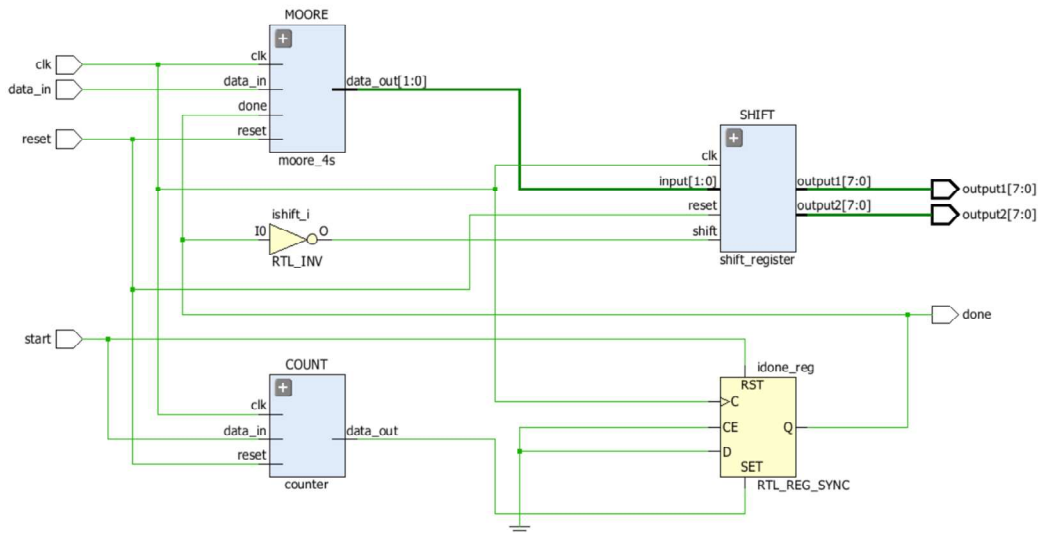 MOORE
clk
data_in
done
reset
data_out[1:0]
moore_4s
clk
data_in
reset
SHIFT
clk
input[1:0]
reset
shift
output1[7:0]
output2[7:0]
shift_register
output1[7:0]
output2[7:0]
ishift_i
I0
O
RTL_INV
done
start
COUNT
clk
data_in
reset
data_out
counter
idone_reg
RST
C
CE
D
SET
Q
RTL_REG_SYNC